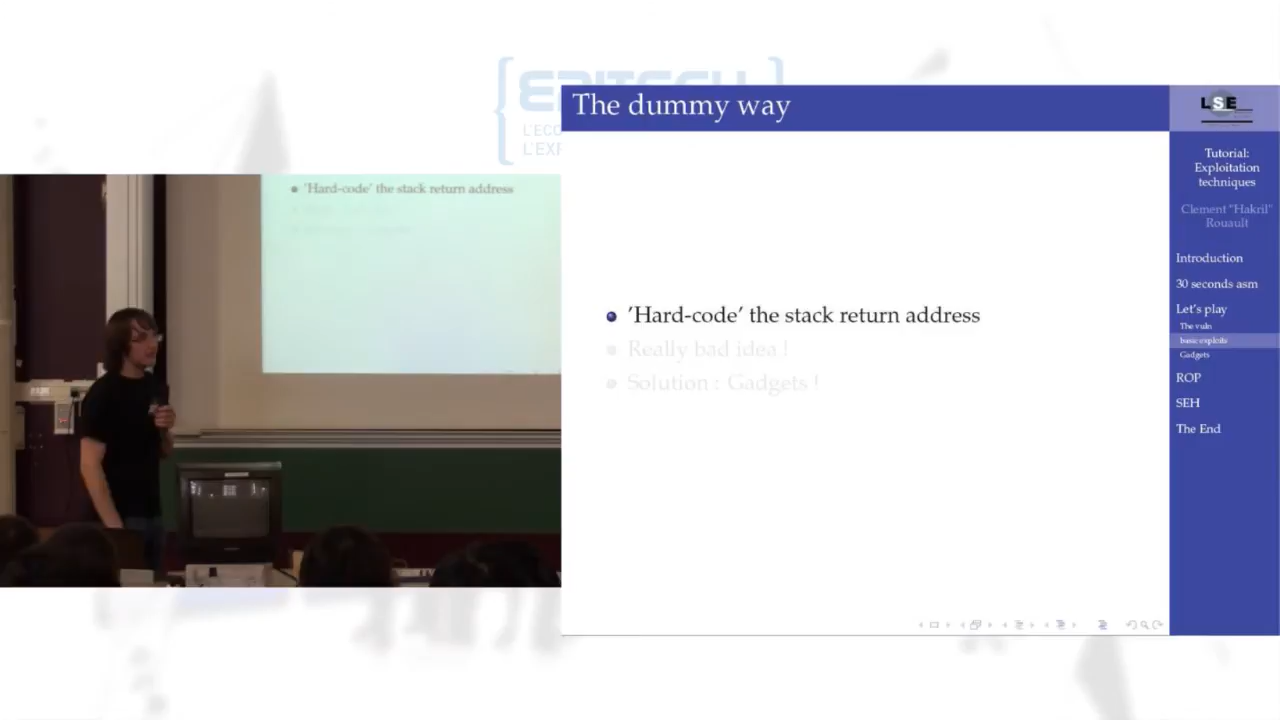 EPITECH
The dummy way
LSE
'Hard-code' the stack return address
'Hard-code' the stack return address
Really bad idea !
Solution : Gadgets !
Tutorial:
Exploitation
techniques
Clement "Hakril"
Rouault
Introduction
30 seconds asm
Let's play
The vuln
basic exploits
Gadgets
ROP
SEH
The End